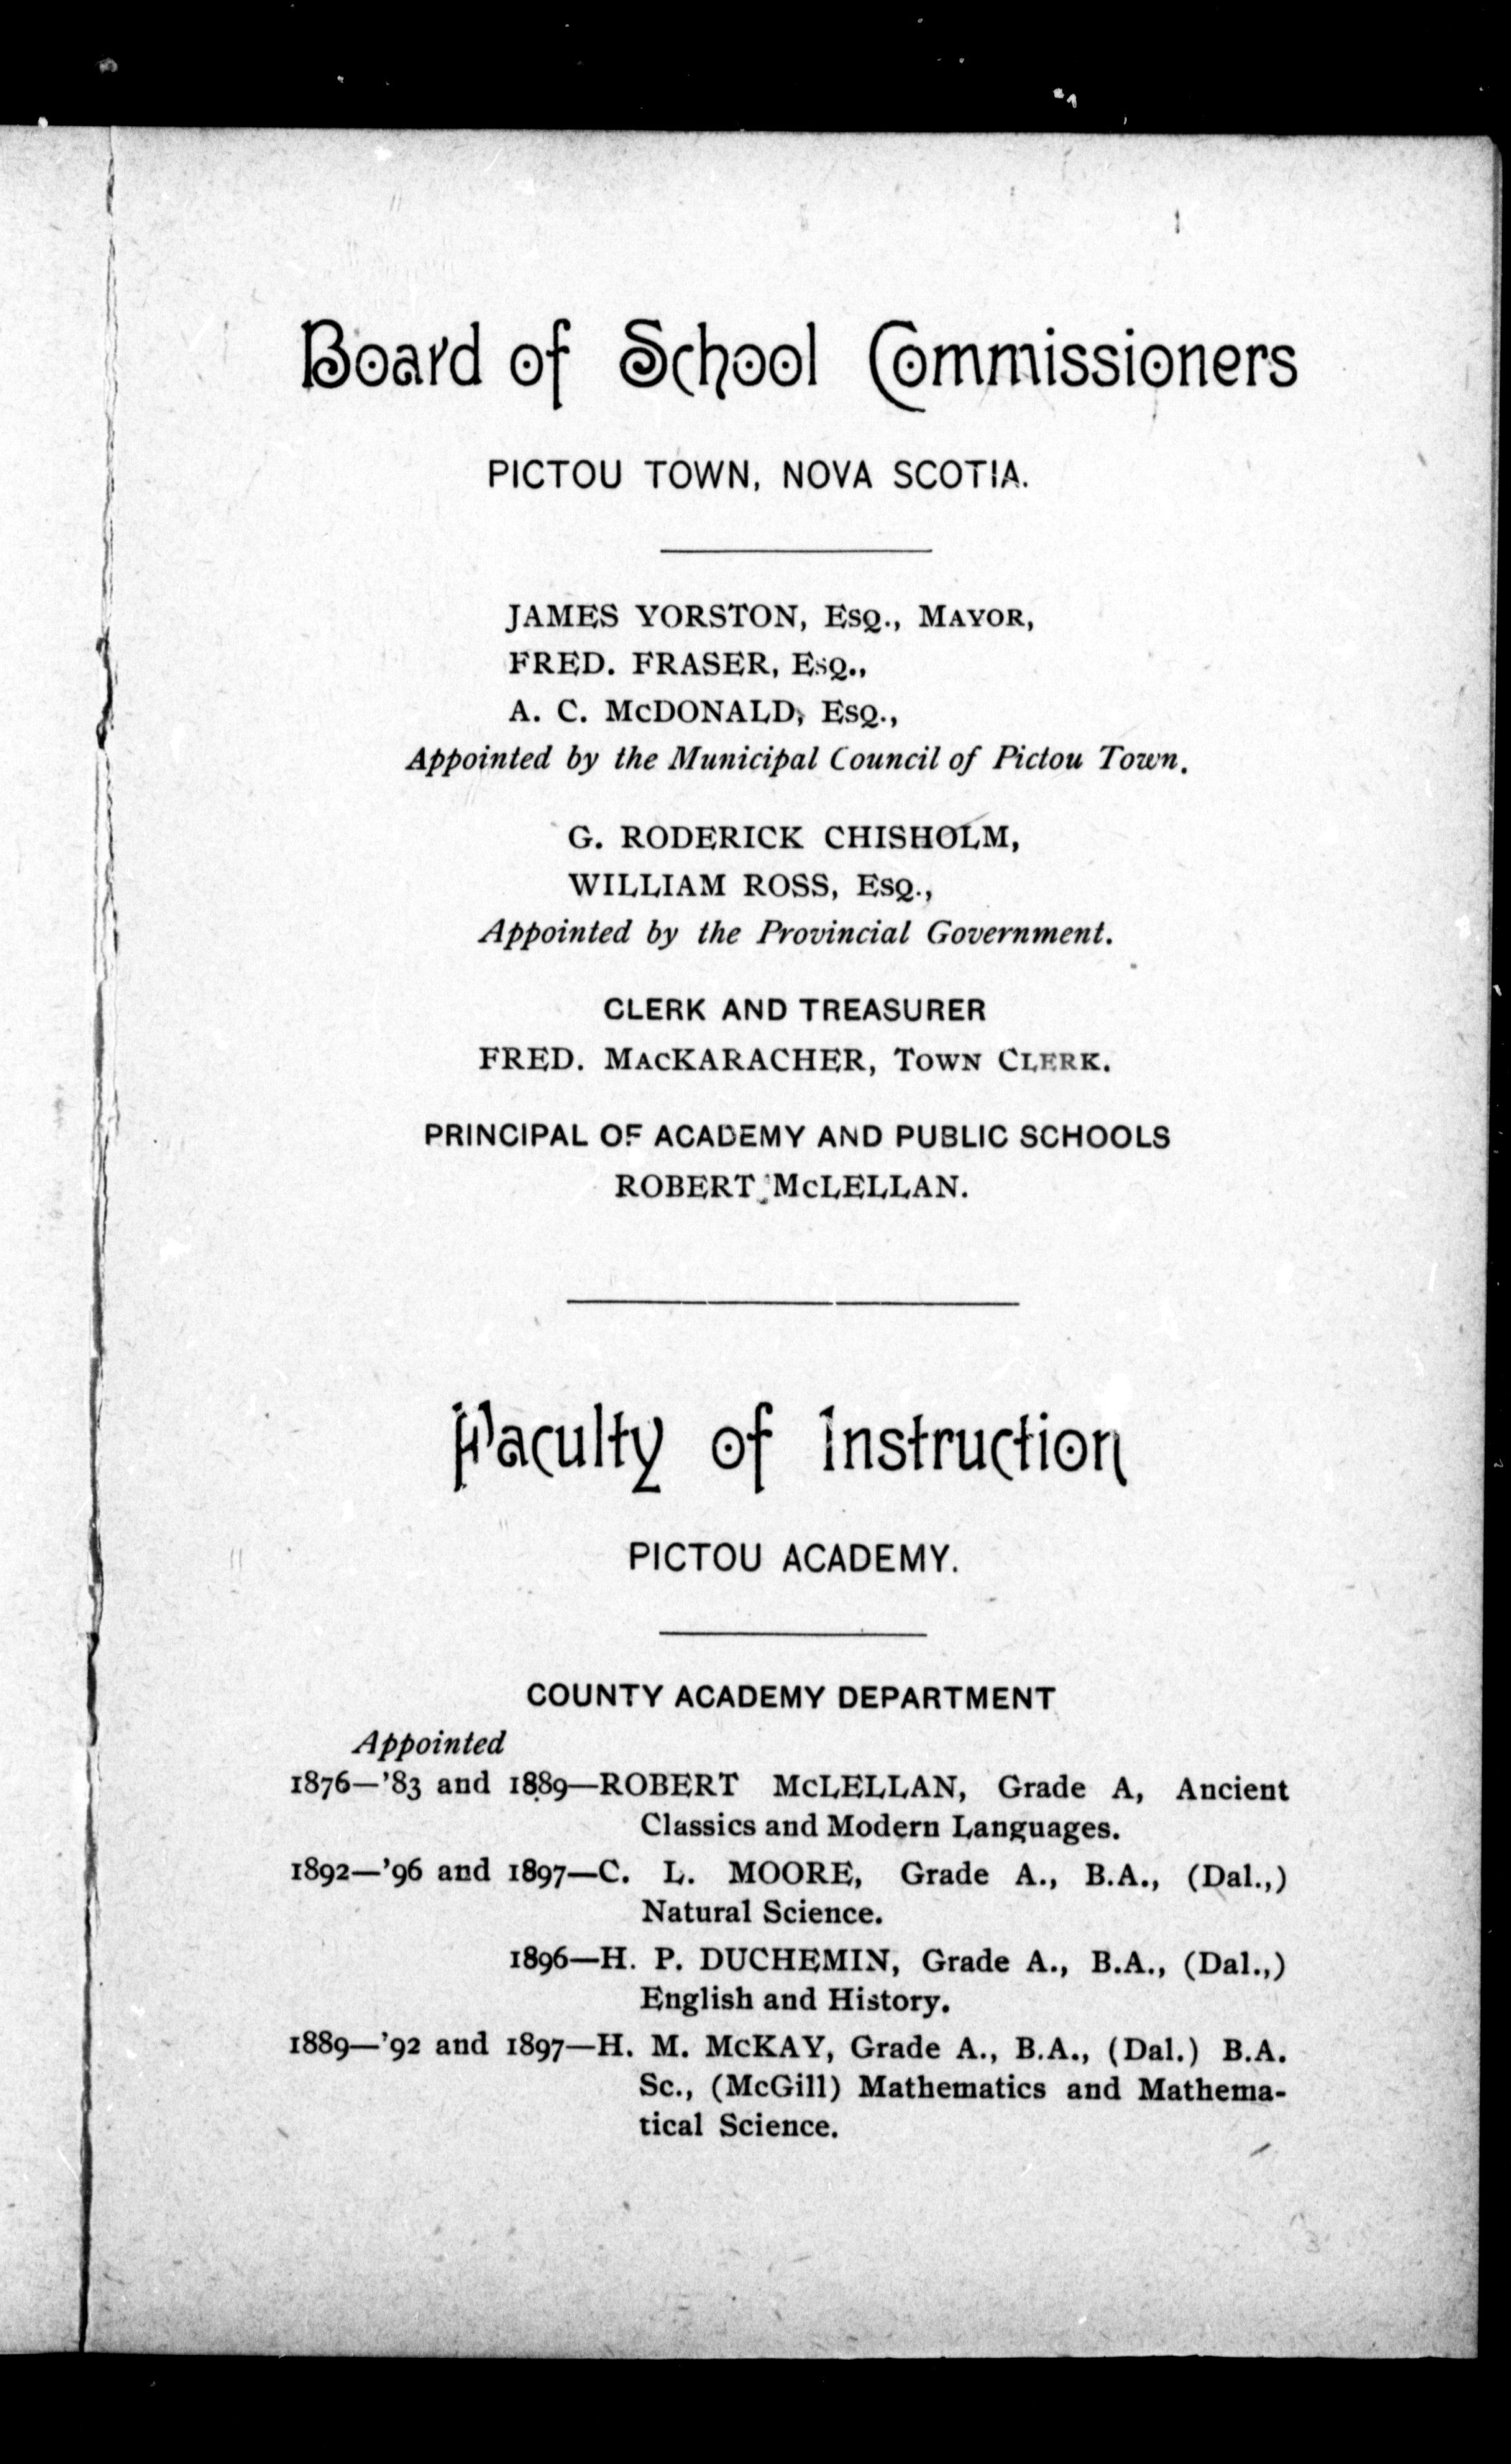 Board of School Commissioners
PICTOU TOWN, NOVA SCOTIA.
JAMES YORSTON, ESQ., MAYOR,
FRED. FRASER, ESQ.,
A. C. McDONALD, ESQ.,
Appointed by the Municipal Council of Pictou Town.
G. RODERICK CHISHOLM,
WILLIAM ROSS, ESQ.,
Appointed by the Provincial Government.
CLERK AND TREASURER
FRED. MacKARACHER, TOWN CLERK.
PRINCIPAL OF ACADEMY AND PUBLIC SCHOOLS
ROBERT McLELLAN.
Faculty of Instruction
PICTOU ACADEMY.
COUNTY ACADEMY DEPARTMENT
Appointed
1876—'83 and 1889—ROBERT McLELLAN, Grade A, Ancient
Classics and Modern Languages.
1892—'96 and 1897—C. L. MOORE, Grade A., B.A., (Dal.,)
Natural Science.
1896—H. P. DUCHEMIN, Grade A., B.A., (Dal.,)
English and History.
1889—'92 and 1897—H. M. McKAY, Grade A., B.A., (Dal.) B.A.
Sc., (McGill) Mathematics and Mathema-
tical Science.